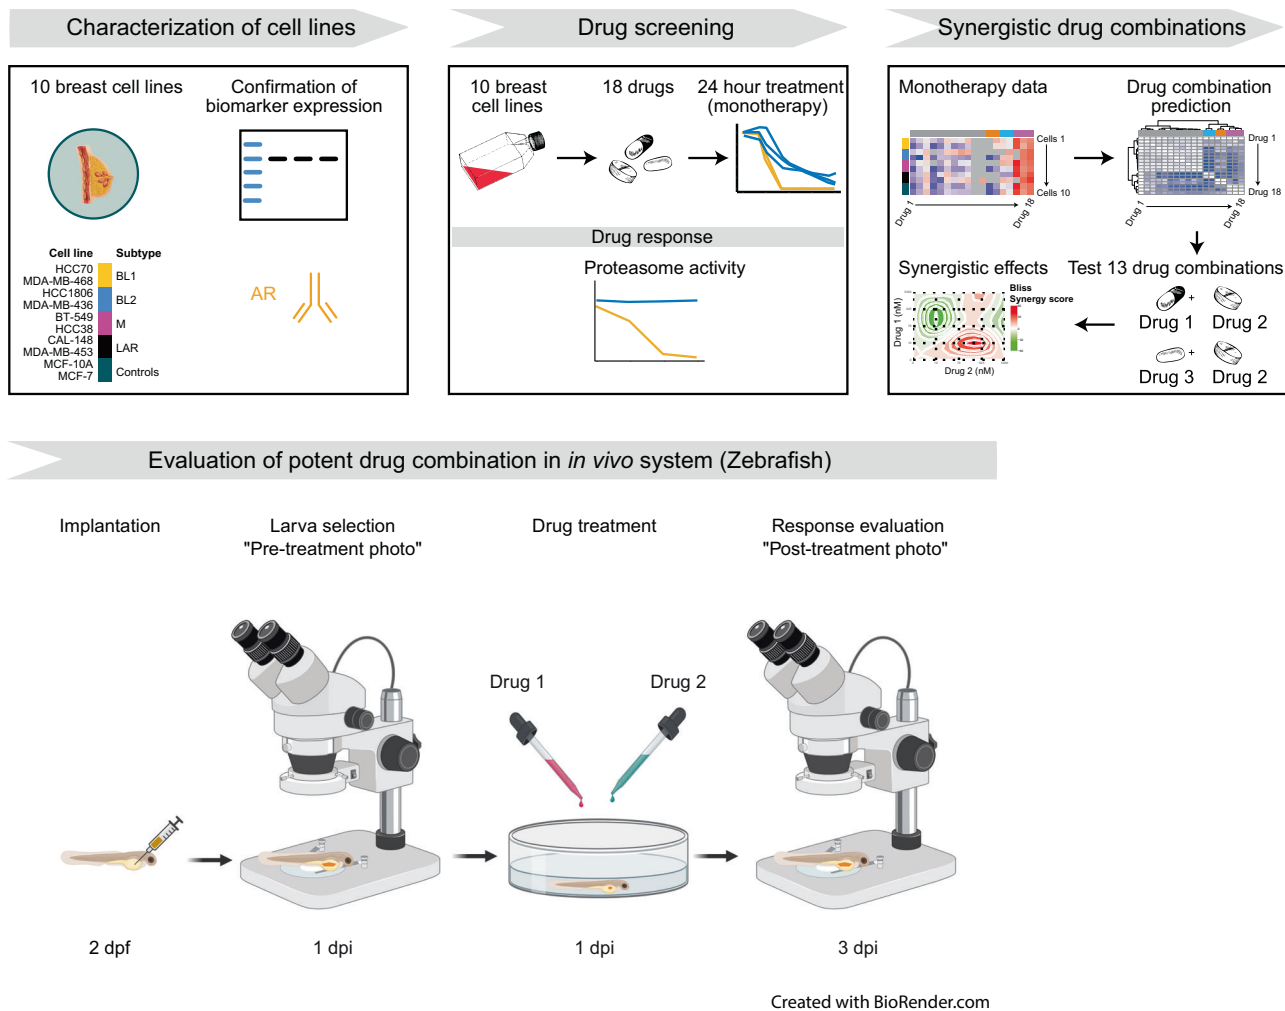 Characterization of cell lines
Drug screening
Synergistic drug combinations
10 breast cell lines
Confirmation of
biomarker expression
Cell line
Subtype
HCC70
MDA-MB-468
BL1
HCC1806
MDA-MB-436
BL2
BT-549
HCC38
M
CAL-148
MDA-MB-453
LAR
MCF-10A
MCF-7
Controls
AR
10 breast
cell lines
18 drugs
24 hour treatment
(monotherapy)
Drug response
Proteasome activity
Monotherapy data
Drug combination
prediction
Cells 1
Cells 10
Drug 1
Drug 18
Drug 1
Drug 18
Drug 1
Drug 18
Synergistic effects
Test 13 drug combinations
Bliss
Synergy score
Drug 1 (nM)
Drug 2 (nM)
+
Drug 1
Drug 2
+
Drug 3
Drug 2
Evaluation of potent drug combination in in vivo system (Zebrafish)
Implantation
Larva selection
"Pre-treatment photo"
Drug treatment
Response evaluation
"Post-treatment photo"
Drug 1
Drug 2
2 dpf
1 dpi
1 dpi
3 dpi
Created with BioRender.com